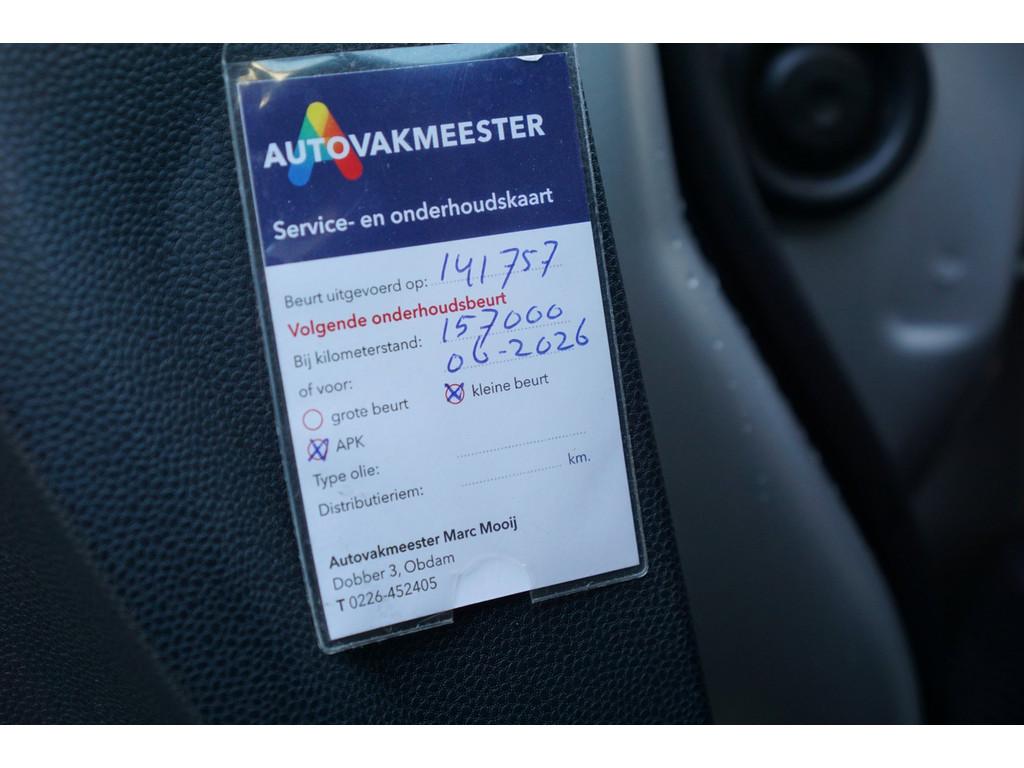 AUTOVAKMEESTER
Service- en onderhoudskaart
Beurt uitgevoerd op: 141757
Volgende onderhoudsbeurt
Bij kilometerstand: 157000
of voor: 06-2026
grote beurt kleine beurt
APK
Type olie:
Distributieriem: km.
Autovakmeester Marc Mooij
Dobber 3, Obdam
T 0226-452405